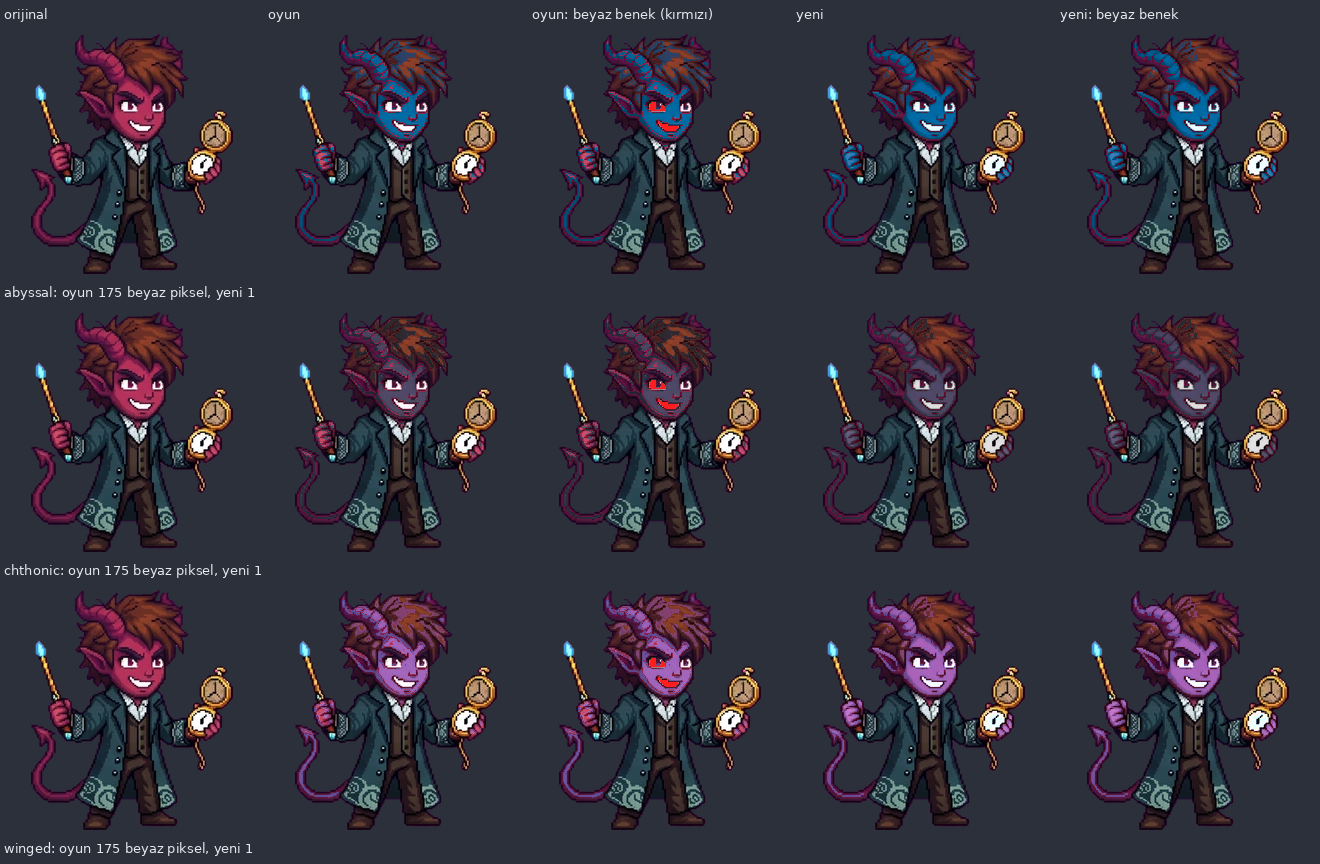 orijinal
oyun
oyun: beyaz benek (kırmızı)
yeni
yeni: beyaz benek
abyssal: oyun 175 beyaz piksel, yeni 1
chthonic: oyun 175 beyaz piksel, yeni 1
winged: oyun 175 beyaz piksel, yeni 1